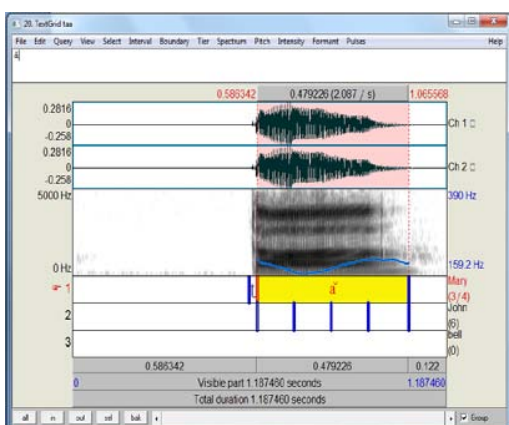 20. TextGrid taa
File Edit Query View Select Interval Boundary Tier Spectrum Pitch Intensity Formant Pulses Help
0.586342 0.479226 (2.087 / s) 1.065568
0.2816
0
-0.258
Ch 1
0.2816
0
-0.258
Ch 2
5000 Hz 390 Hz
0 Hz 159.2 Hz
1 t ă Mary
(3/4)
2 John
(6)
3 bell
(0)
0.586342 0.479226 0.122
0 Visible part 1.187460 seconds 1.187460
Total duration 1.187460 seconds
all in out sel bak Group